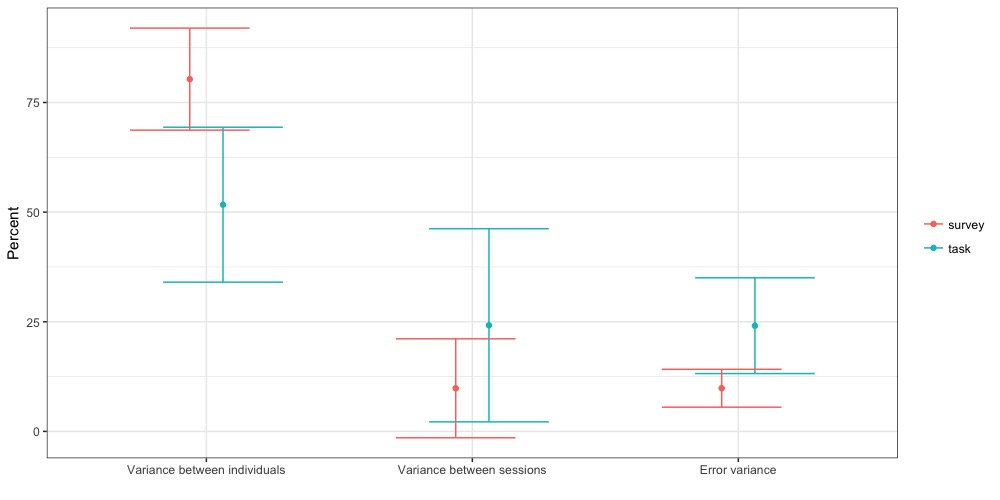 Percent
75
50
25
0
Variance between individuals
Variance between sessions
Error variance
survey
task